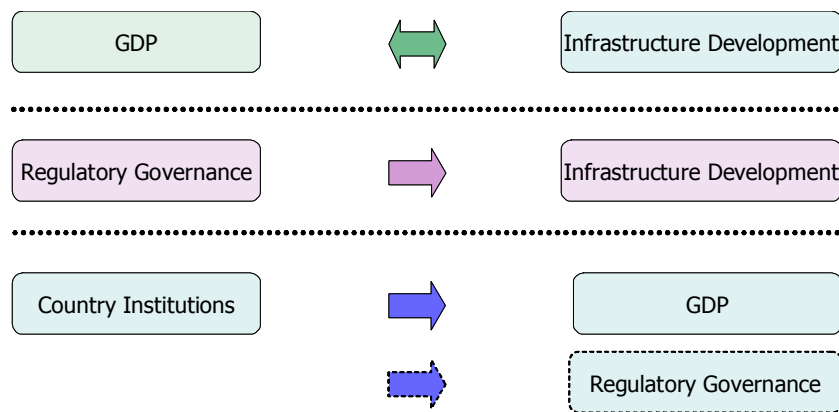 GDP
Infrastructure Development
Regulatory Governance
Infrastructure Development
Country Institutions
GDP
Regulatory Governance